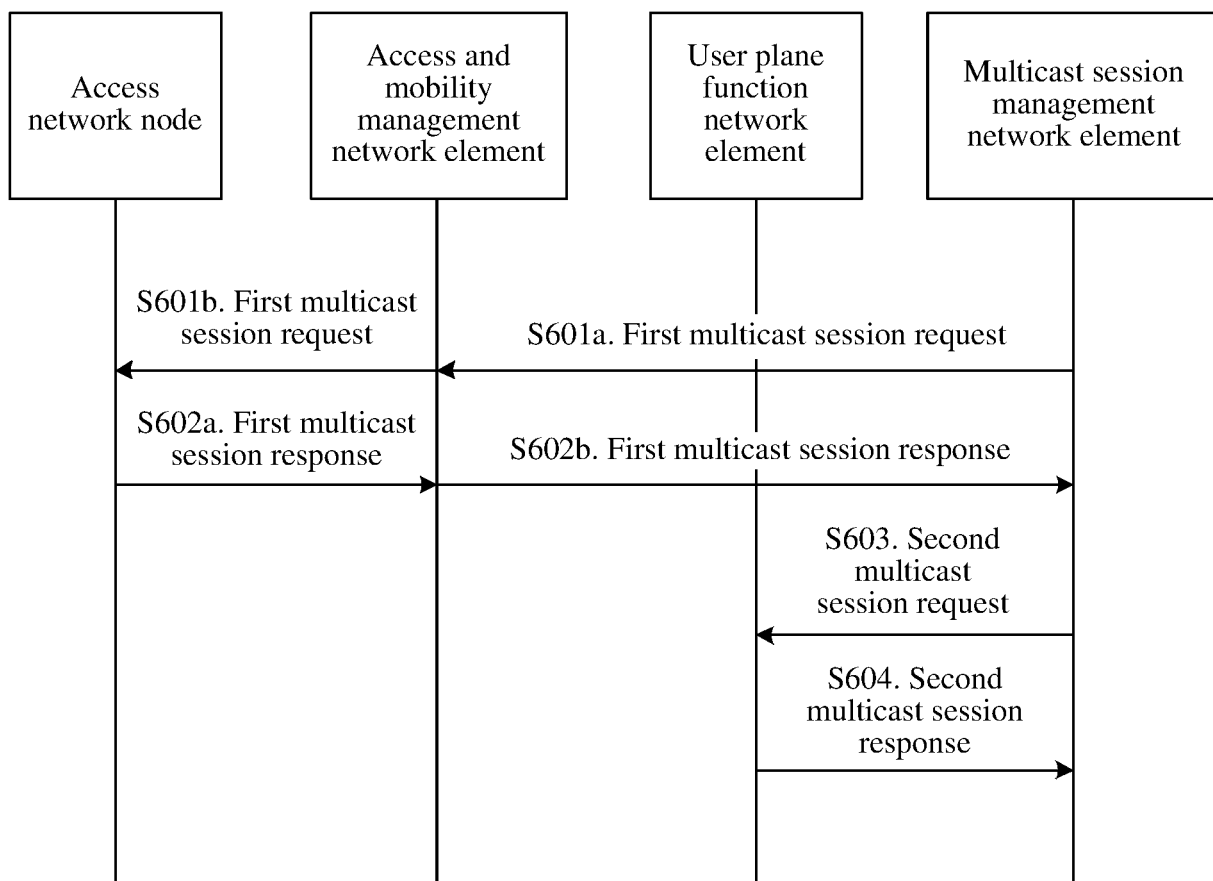 Access
network node
Access and
mobility
management
network element
User plane
function
network
element
Multicast session
management
network element
S601b. First multicast
session request
S601a. First multicast session request
S602a. First multicast
session response
S602b. First multicast session response
S603. Second
multicast
session request
S604. Second
multicast session
response